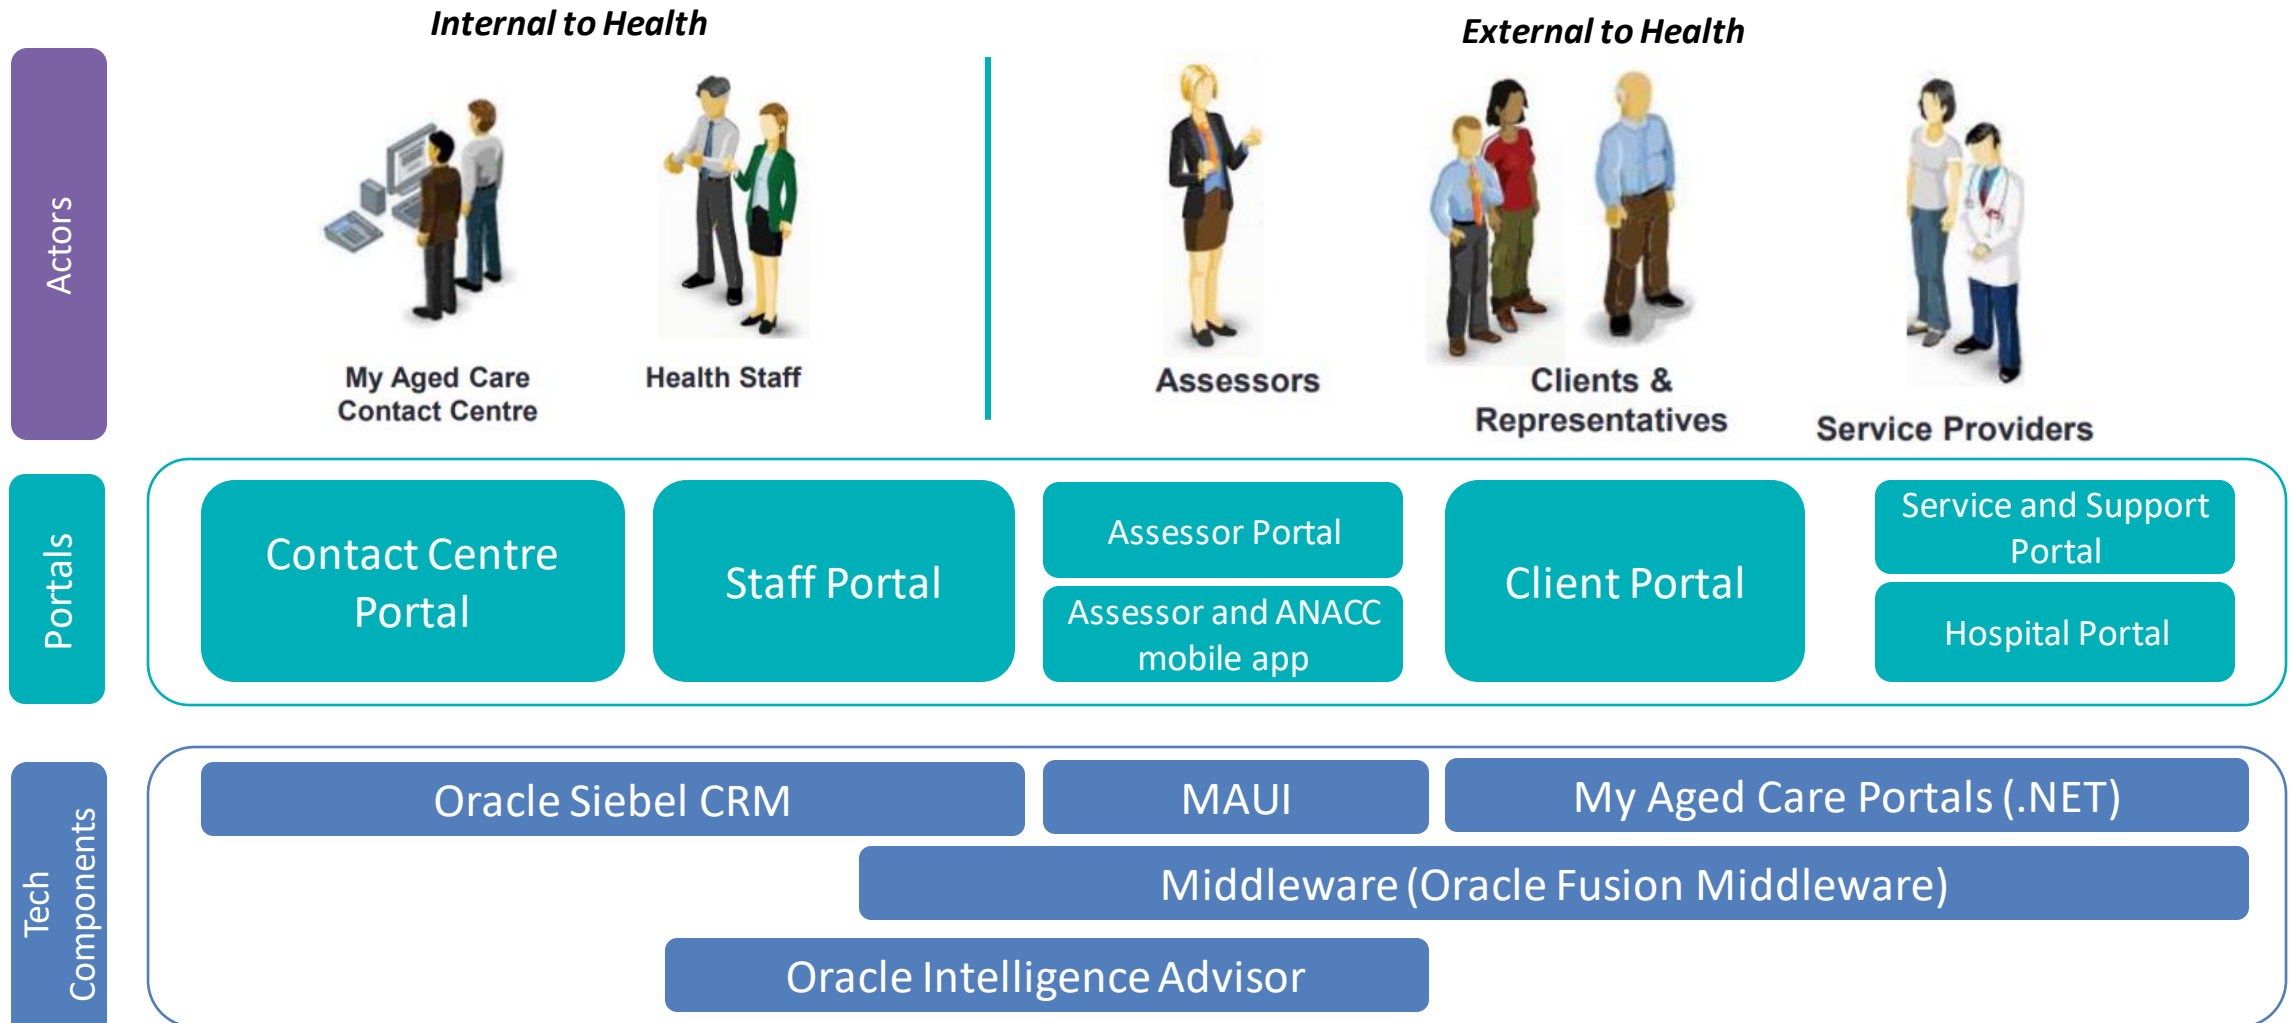 Internal to Health
External to Health
Actors
My Aged Care
Contact Centre
Health Staff
Assessors
Clients &
Representatives
Service Providers
Portals
Contact Centre
Portal
Staff Portal
Assessor Portal
Assessor and ANACC
mobile app
Client Portal
Service and Support
Portal
Hospital Portal
Tech
Components
Oracle Siebel CRM
MAUI
My Aged Care Portals (.NET)
Middleware (Oracle Fusion Middleware)
Oracle Intelligence Advisor